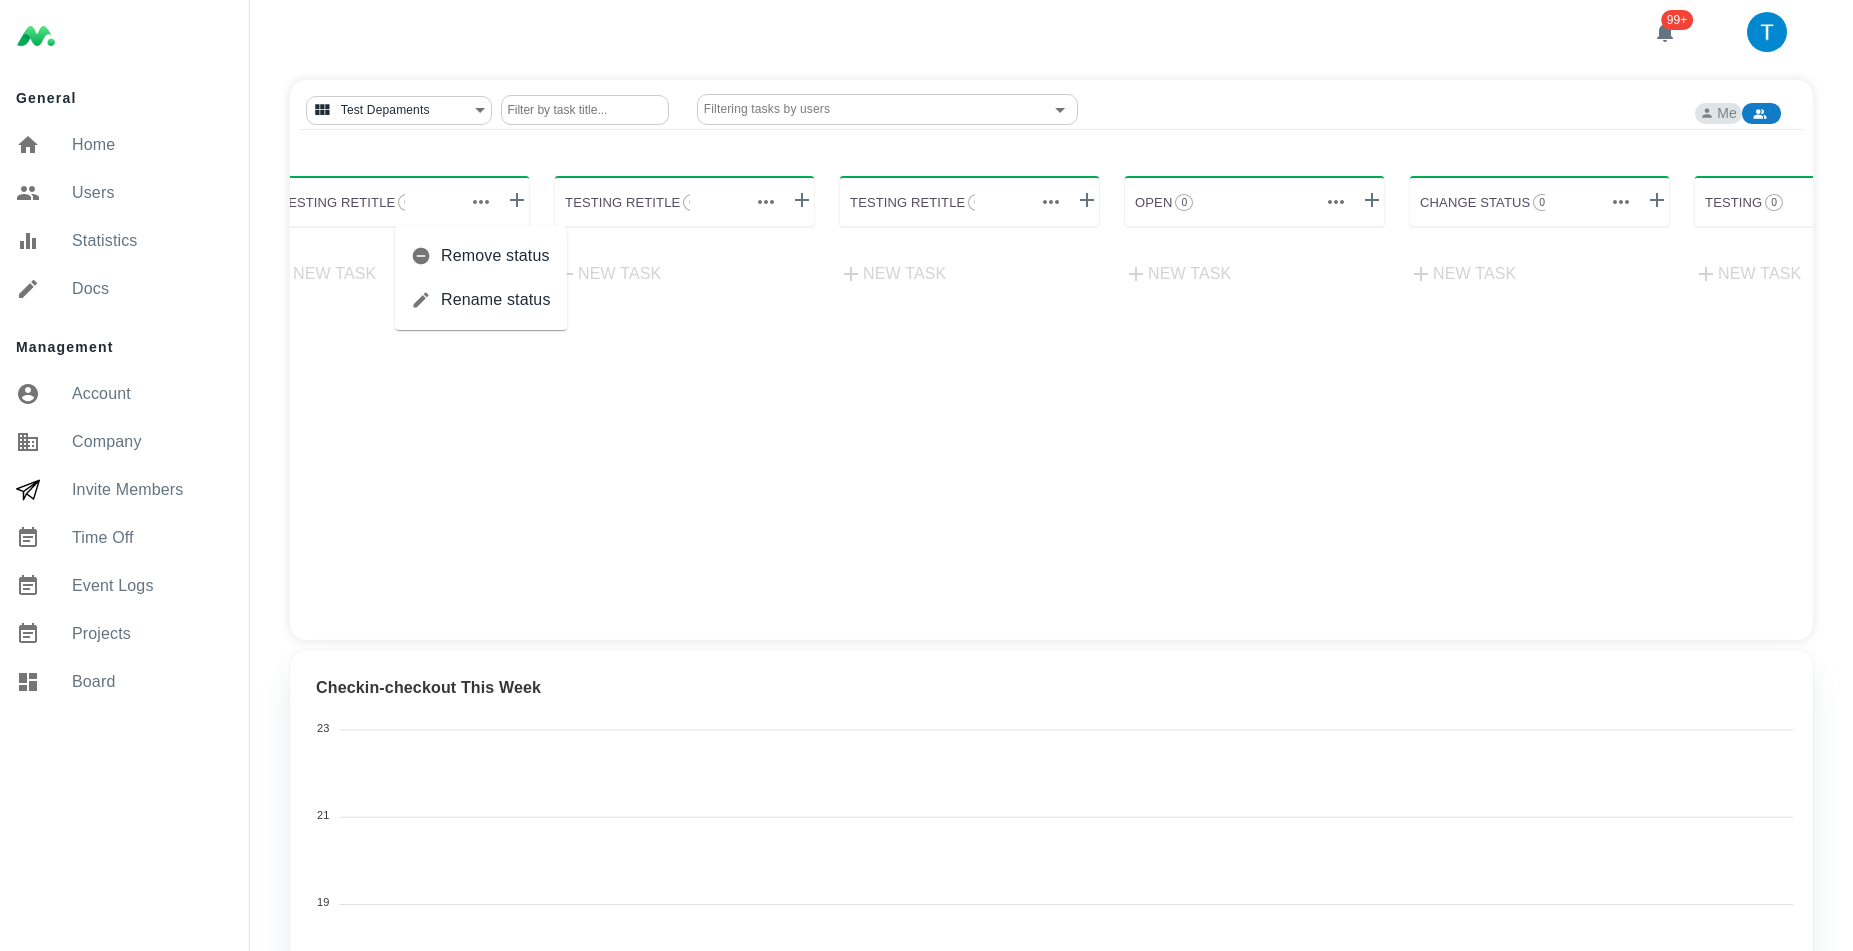 99+
T
General
Home
Users
Statistics
Docs
Management
Account
Company
Invite Members
Time Off
Event Logs
Projects
Board
Test Depaments
Filter by task title...
Filtering tasks by users
Me
ESTING RETITLE
TESTING RETITLE
TESTING RETITLE
OPEN 0
CHANGE STATUS 0
TESTING 0
Remove status
Rename status
NEW TASK
NEW TASK
NEW TASK
NEW TASK
NEW TASK
NEW TASK
Checkin-checkout This Week
23
21
19